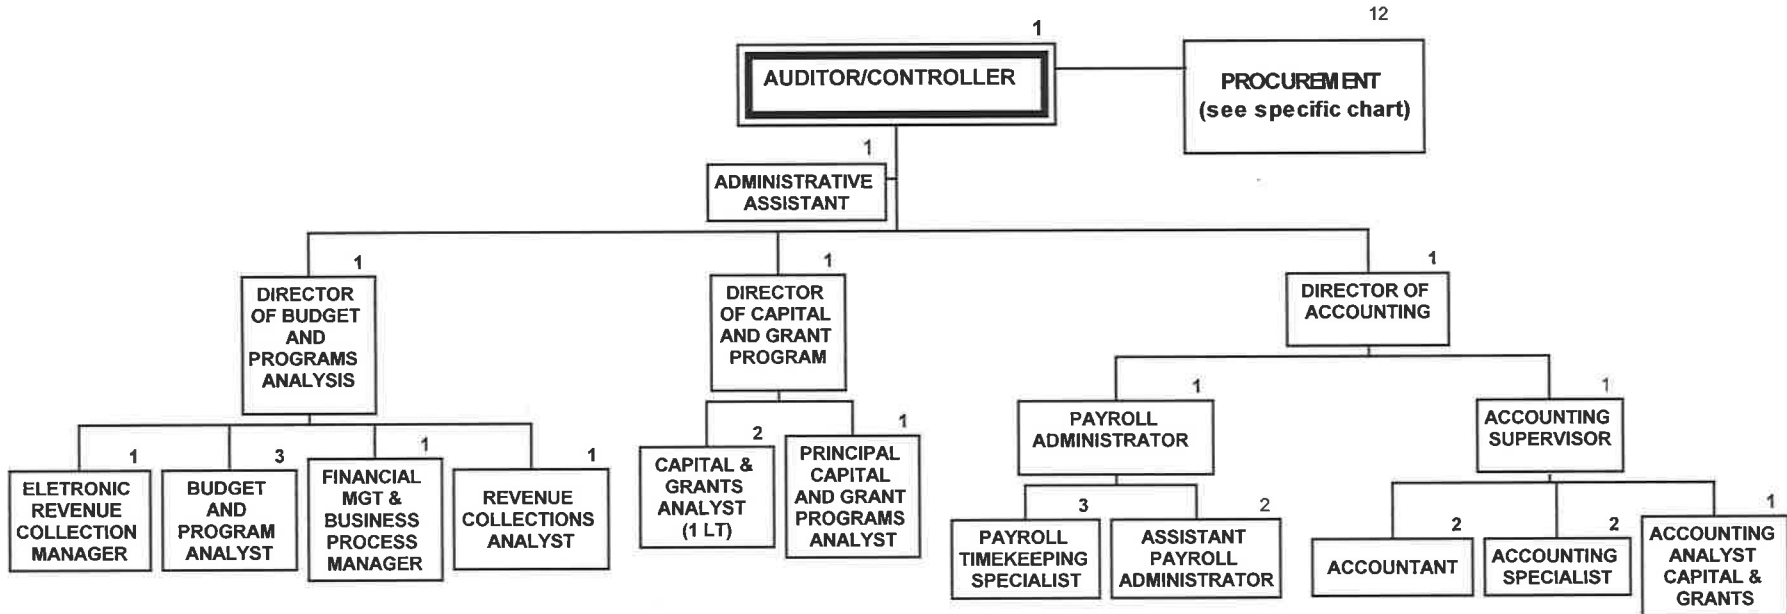 1
AUDITOR/CONTROLLER
12
PROCUREMENT
(see specific chart)
1
ADMINISTRATIVE
ASSISTANT
1
DIRECTOR
OF BUDGET
AND
PROGRAMS
ANALYSIS
1
DIRECTOR
OF CAPITAL
AND GRANT
PROGRAM
1
DIRECTOR OF
ACCOUNTING
1
ELETRONIC
REVENUE
COLLECTION
MANAGER
3
BUDGET
AND
PROGRAM
ANALYST
1
FINANCIAL
MGT &
BUSINESS
PROCESS
MANAGER
1
REVENUE
COLLECTIONS
ANALYST
2
CAPITAL &
GRANTS
ANALYST
(1 LT)
1
PRINCIPAL
CAPITAL
AND GRANT
PROGRAMS
ANALYST
1
PAYROLL
ADMINISTRATOR
1
ACCOUNTING
SUPERVISOR
3
PAYROLL
TIMEKEEPING
SPECIALIST
2
ASSISTANT
PAYROLL
ADMINISTRATOR
2
ACCOUNTANT
2
ACCOUNTING
SPECIALIST
1
ACCOUNTING
ANALYST
CAPITAL &
GRANTS